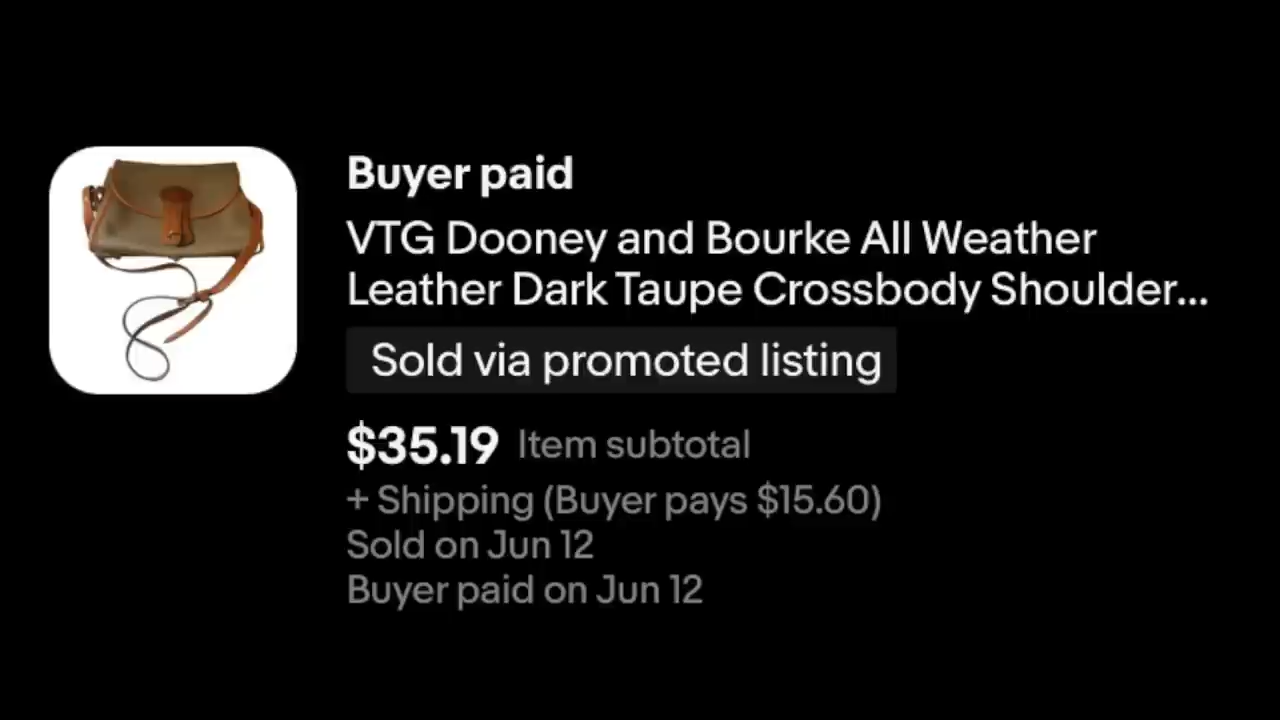 Buyer paid
VTG Dooney and Bourke All Weather
Leather Dark Taupe Crossbody Shoulder...
Sold via promoted listing
$35.19 Item subtotal
+ Shipping (Buyer pays $15.60)
Sold on Jun 12
Buyer paid on Jun 12